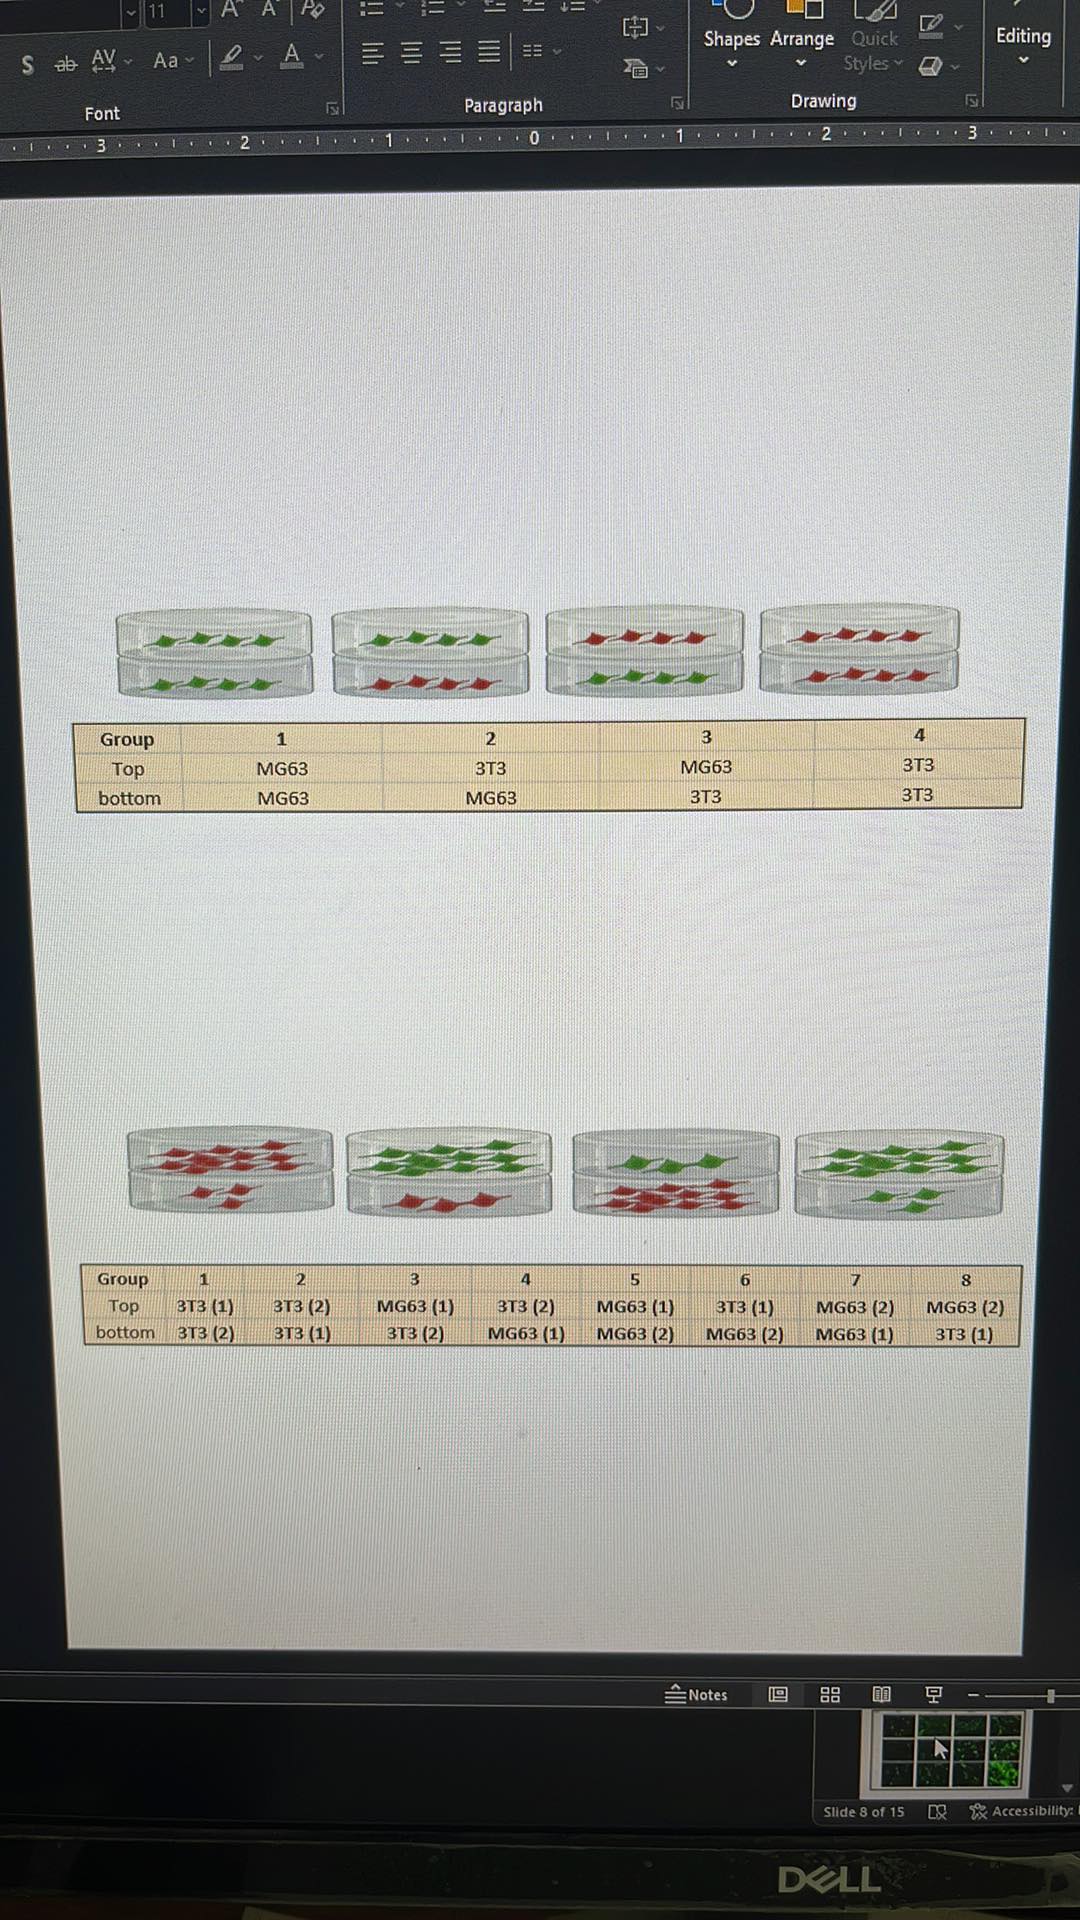 11 A A A
S ab AV Aa A
Shapes Arrange Quick
Styles
Editing
Font Paragraph Drawing
3 2 1 0 1 2 3
Group 1 2 3 4
Top MG63 3T3 MG63 3T3
bottom MG63 MG63 3T3 3T3
Group 1 2 3 4 5 6 7 8
Top 3T3 (1) 3T3 (2) MG63 (1) 3T3 (2) MG63 (1) 3T3 (1) MG63 (2) MG63 (2)
bottom 3T3 (2) 3T3 (1) 3T3 (2) MG63 (1) MG63 (2) MG63 (2) MG63 (1) 3T3 (1)
Notes
Slide 8 of 15 Accessibility:
DELL